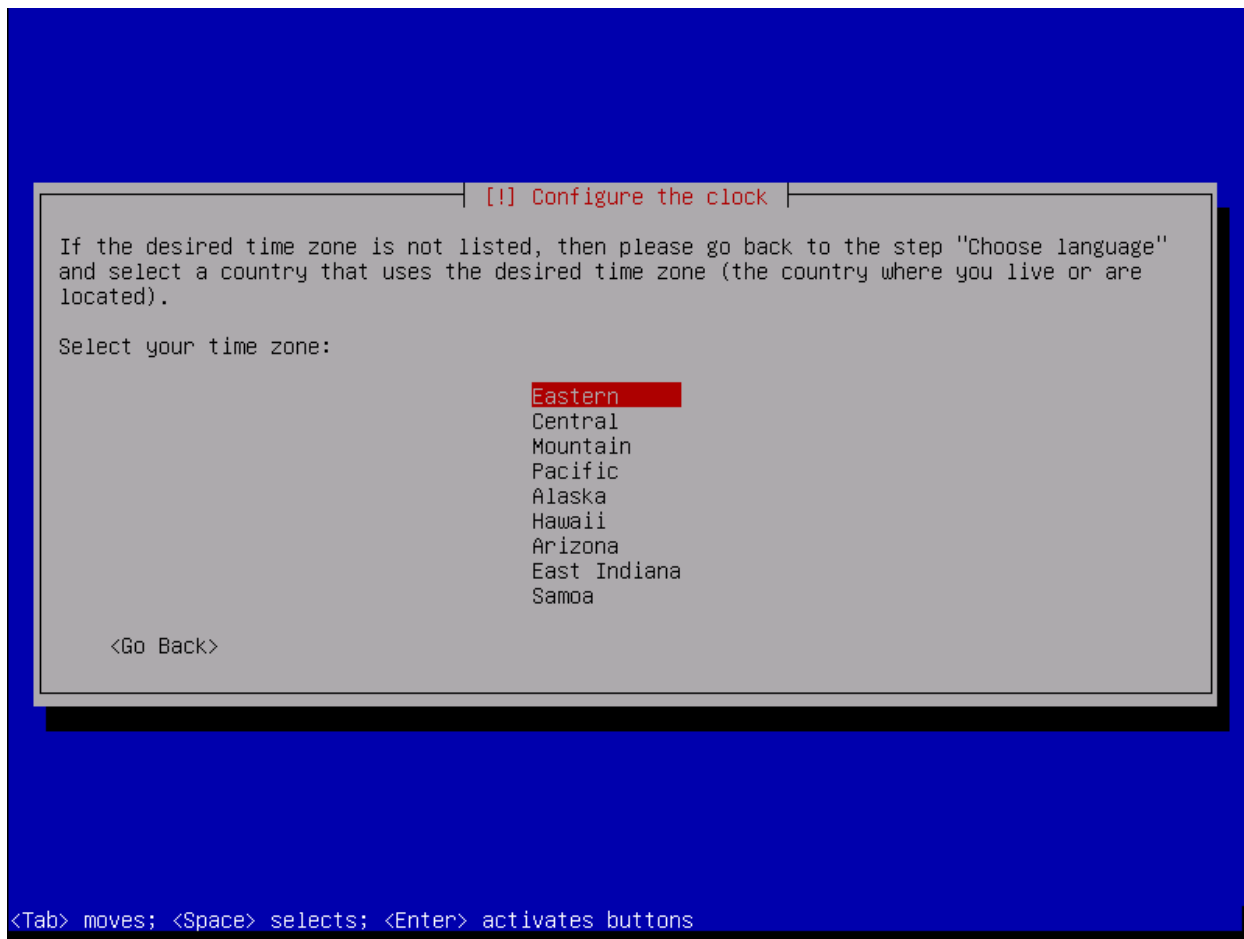 [!] Configure the clock
If the desired time zone is not listed, then please go back to the step "Choose language"
and select a country that uses the desired time zone (the country where you live or are
located).
Select your time zone:
Eastern
Central
Mountain
Pacific
Alaska
Hawaii
Arizona
East Indiana
Samoa
<Go Back>
<Tab> moves; <Space> selects; <Enter> activates buttons